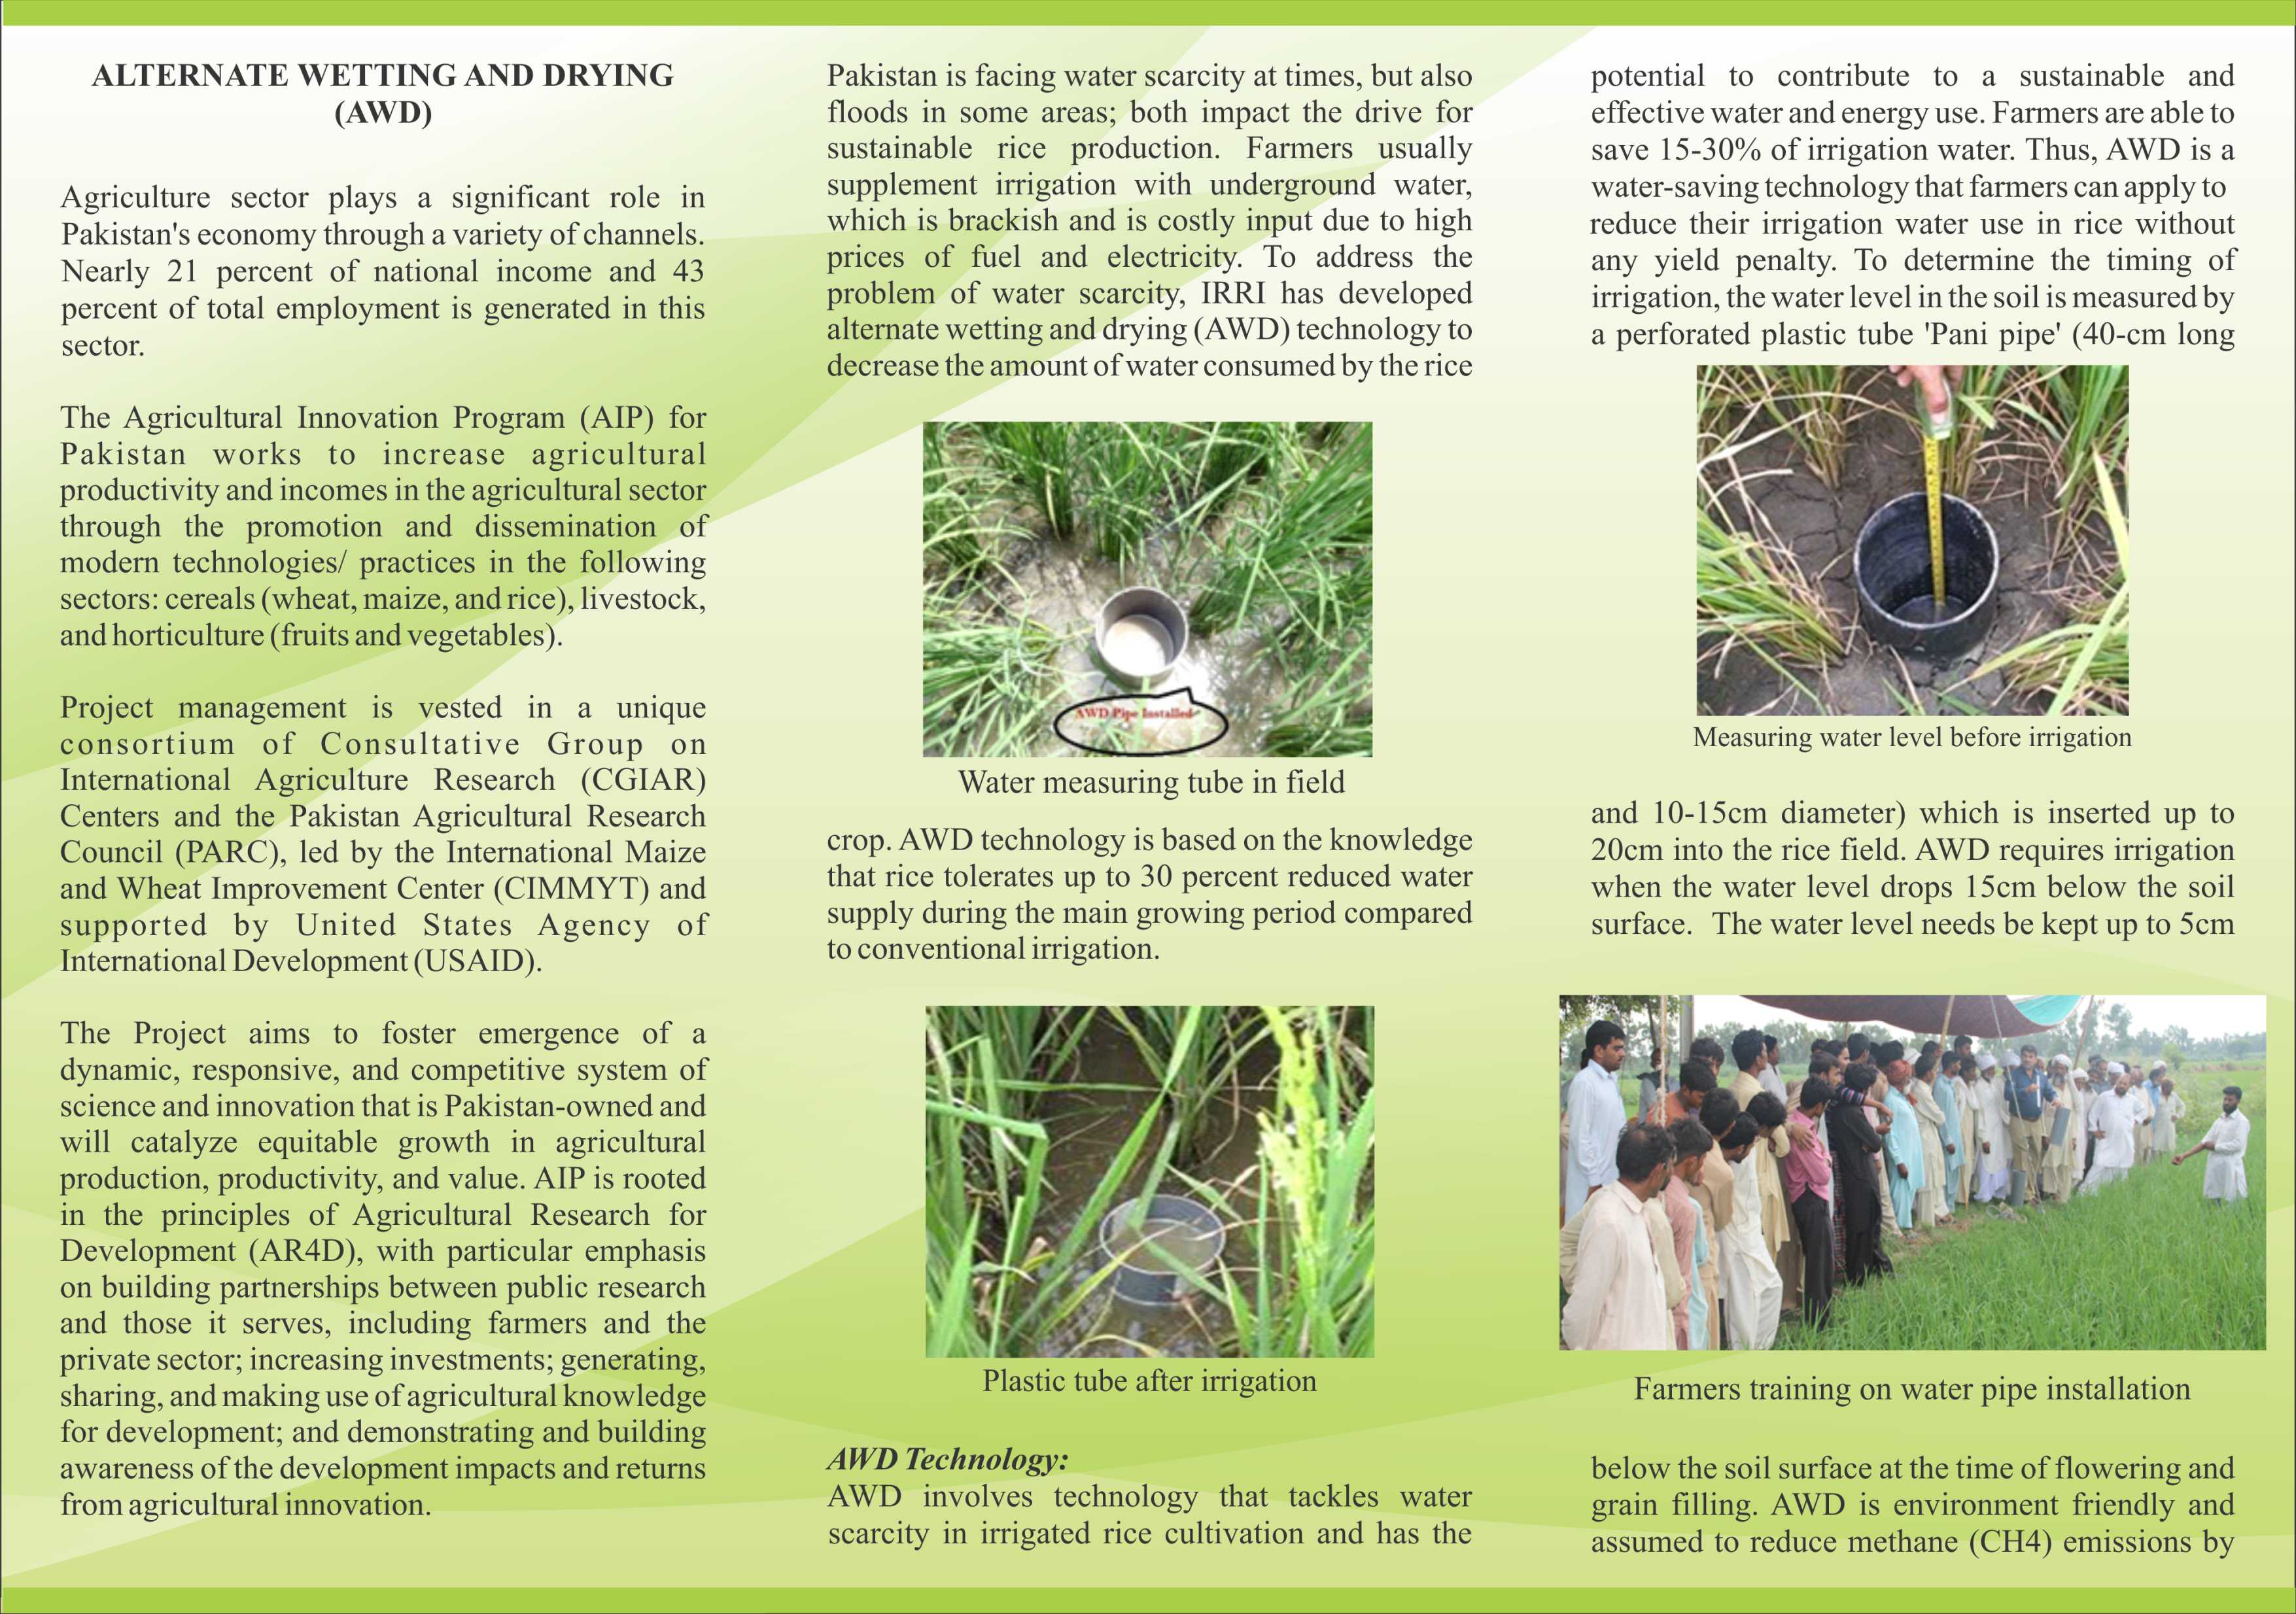 ALTERNATE WETTING AND DRYING
(AWD)
Agriculture sector plays a significant role in
Pakistan's economy through a variety of channels.
Nearly 21 percent of national income and 43
percent of total employment is generated in this
sector.
The Agricultural Innovation Program (AIP) for
Pakistan works to increase agricultural
productivity and incomes in the agricultural sector
through the promotion and dissemination of
modern technologies/ practices in the following
sectors: cereals (wheat, maize, and rice), livestock,
and horticulture (fruits and vegetables).
Project management is vested in a unique
consortium of Consultative Group on
International Agriculture Research (CGIAR)
Centers and the Pakistan Agricultural Research
Council (PARC), led by the International Maize
and Wheat Improvement Center (CIMMYT) and
supported by United States Agency of
International Development (USAID).
The Project aims to foster emergence of a
dynamic, responsive, and competitive system of
science and innovation that is Pakistan-owned and
will catalyze equitable growth in agricultural
production, productivity, and value. AIP is rooted
in the principles of Agricultural Research for
Development (AR4D), with particular emphasis
on building partnerships between public research
and those it serves, including farmers and the
private sector; increasing investments; generating,
sharing, and making use of agricultural knowledge
for development; and demonstrating and building
awareness of the development impacts and returns
from agricultural innovation.
Pakistan is facing water scarcity at times, but also
floods in some areas; both impact the drive for
sustainable rice production. Farmers usually
supplement irrigation with underground water,
which is brackish and is costly input due to high
prices of fuel and electricity. To address the
problem of water scarcity, IRRI has developed
alternate wetting and drying (AWD) technology to
decrease the amount of water consumed by the rice
AWD Pipe Installed
Water measuring tube in field
crop. AWD technology is based on the knowledge
that rice tolerates up to 30 percent reduced water
supply during the main growing period compared
to conventional irrigation.
Plastic tube after irrigation
AWD Technology:
AWD involves technology that tackles water
scarcity in irrigated rice cultivation and has the
potential to contribute to a sustainable and
effective water and energy use. Farmers are able to
save 15-30% of irrigation water. Thus, AWD is a
water-saving technology that farmers can apply to
reduce their irrigation water use in rice without
any yield penalty. To determine the timing of
irrigation, the water level in the soil is measured by
a perforated plastic tube 'Pani pipe' (40-cm long
Measuring water level before irrigation
and 10-15cm diameter) which is inserted up to
20cm into the rice field. AWD requires irrigation
when the water level drops 15cm below the soil
surface. The water level needs be kept up to 5cm
Farmers training on water pipe installation
below the soil surface at the time of flowering and
grain filling. AWD is environment friendly and
assumed to reduce methane (CH4) emissions by